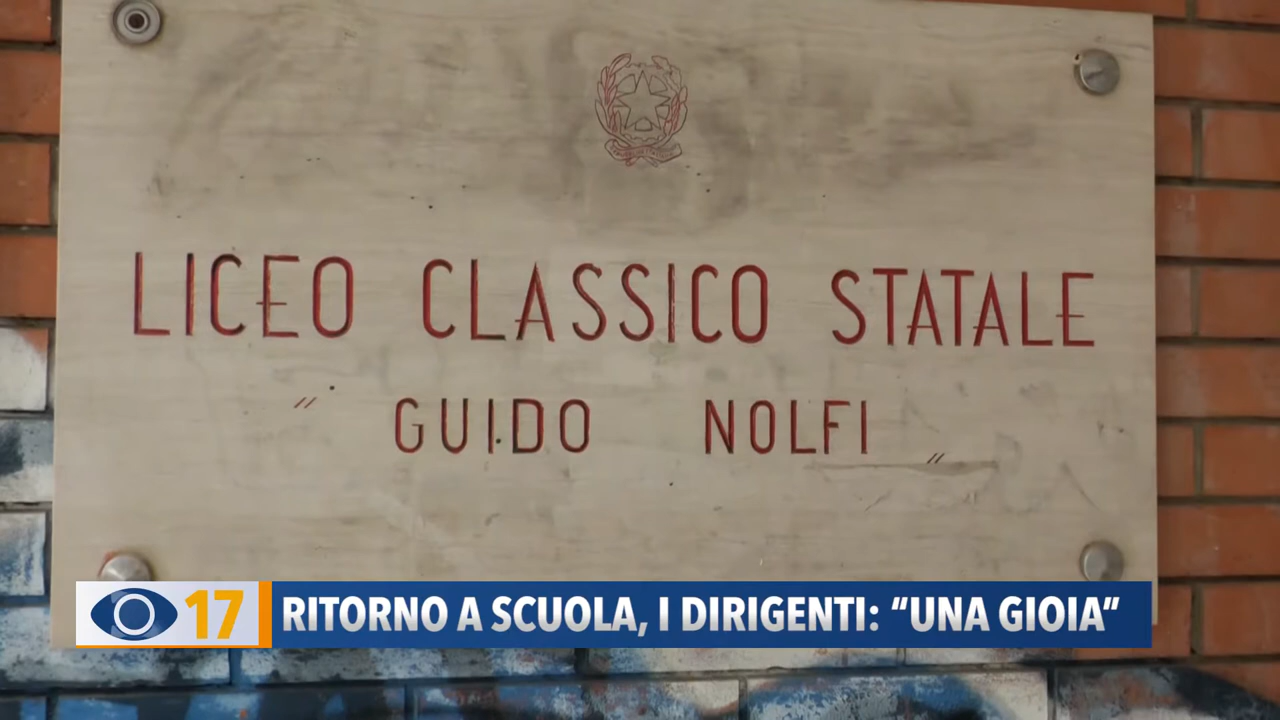 LICEO CLASSICO STATALE
" GUIDO NOLFI "
17
RITORNO A SCUOLA, I DIRIGENTI: “UNA GIOIA“